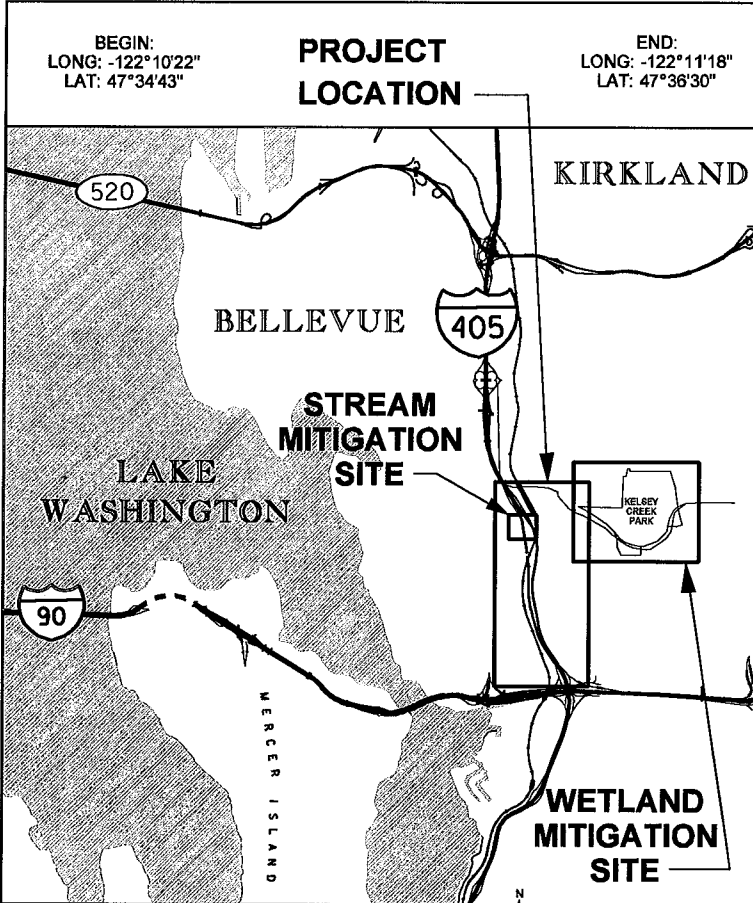 BEGIN:
LONG: -122°10'22"
LAT: 47°34'43"
PROJECT
LOCATION
END:
LONG: -122°11'18"
LAT: 47°36'30"
520
KIRKLAND
BELLEVUE
405
STREAM
MITIGATION
SITE
LAKE
WASHINGTON
KELSEY
CREEK
PARK
90
MERCER ISLAND
WETLAND
MITIGATION
SITE
N